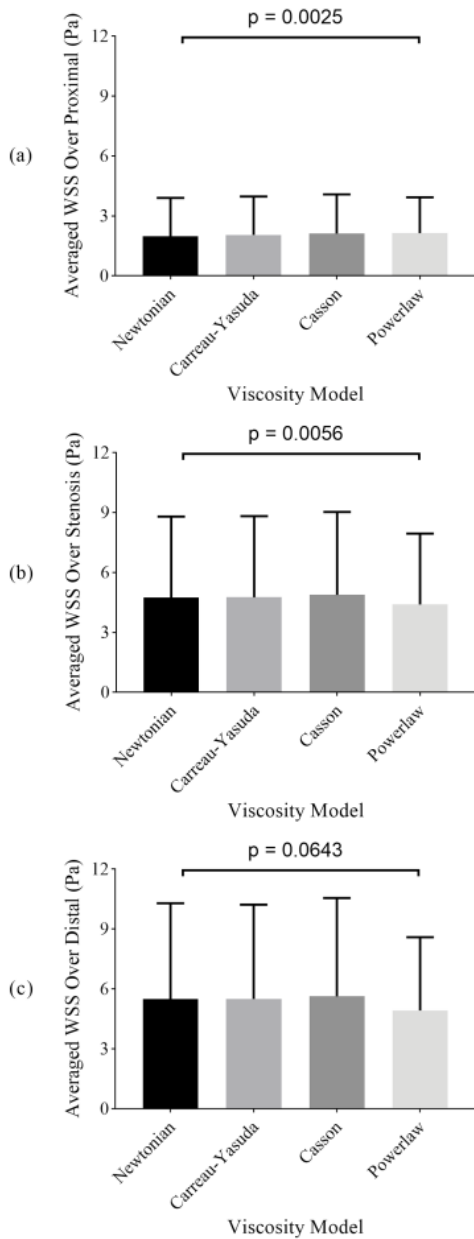 (a)
p = 0.0025
Averaged WSS Over Proximal (Pa)
12
9
6
3
0
Newtonian
Carreau-Yasuda
Casson
Powerlaw
Viscosity Model
(b)
p = 0.0056
Averaged WSS Over Stenosis (Pa)
12
9
6
3
0
Newtonian
Carreau-Yasuda
Casson
Powerlaw
Viscosity Model
(c)
p = 0.0643
Averaged WSS Over Distal (Pa)
12
9
6
3
0
Newtonian
Carreau-Yasuda
Casson
Powerlaw
Viscosity Model